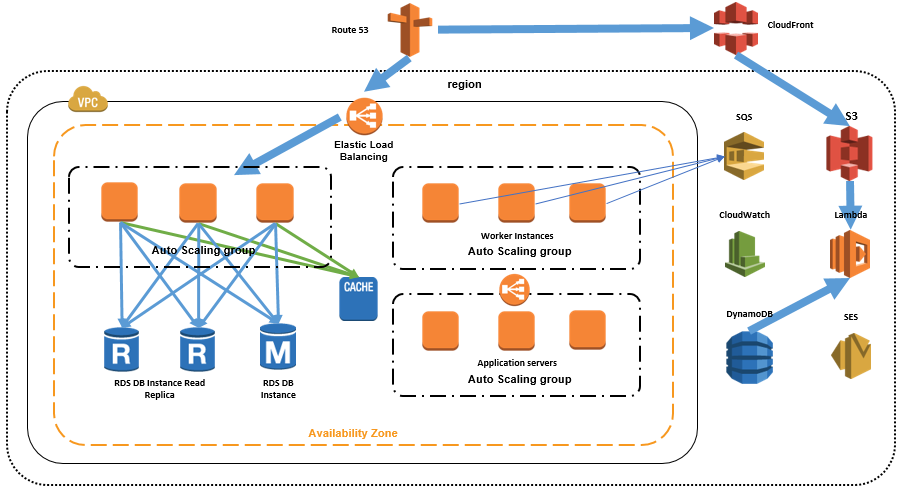 Route 53
CloudFront
region
VPC
Elastic Load
Balancing
SQS
S3
Auto Scaling group
Worker Instances
Auto Scaling group
CloudWatch
Lambda
CACHE
R
R
M
Application servers
Auto Scaling group
DynamoDB
SES
RDS DB Instance Read
Replica
RDS DB
Instance
Availability Zone